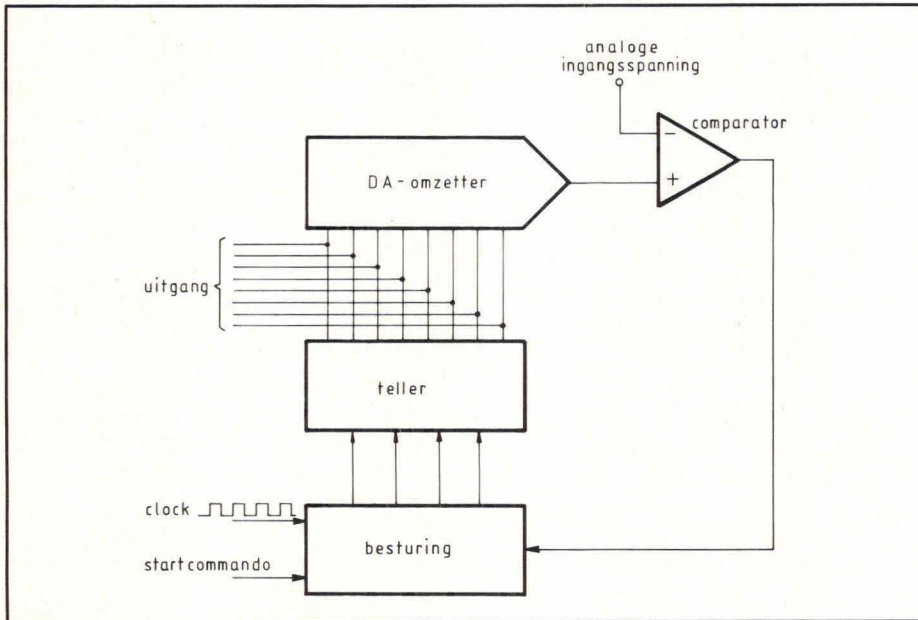 analoge
ingangsspanning
comparator
−
+
DA-omzetter
uitgang
teller
clock
besturing
startcommando